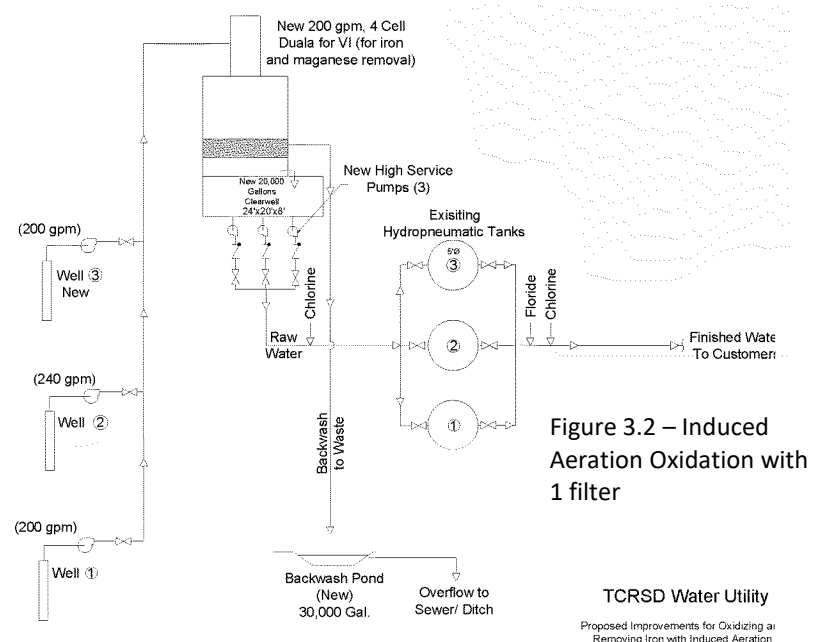 New 200 gpm, 4 Cell
Duala for VI (for iron
and maganese removal)
New 20,000
Gallons
Clearwell
24'x20'x6'
New High Service
Pumps (3)
Exisiting
Hydropneumatic Tanks
(200 gpm)
Well ③
New
5'Ø
③
Chlorine
Raw
Water
②
Floride
Chlorine
Finished Wate
To Customer
(240 gpm)
Well ②
①
Backwash
to Waste
Figure 3.2 – Induced
Aeration Oxidation with
1 filter
(200 gpm)
Well ①
Backwash Pond
(New)
30,000 Gal.
Overflow to
Sewer/ Ditch
TCRSD Water Utility
Proposed Improvements for Oxidizing a
Removing Iron with Induced Aeration